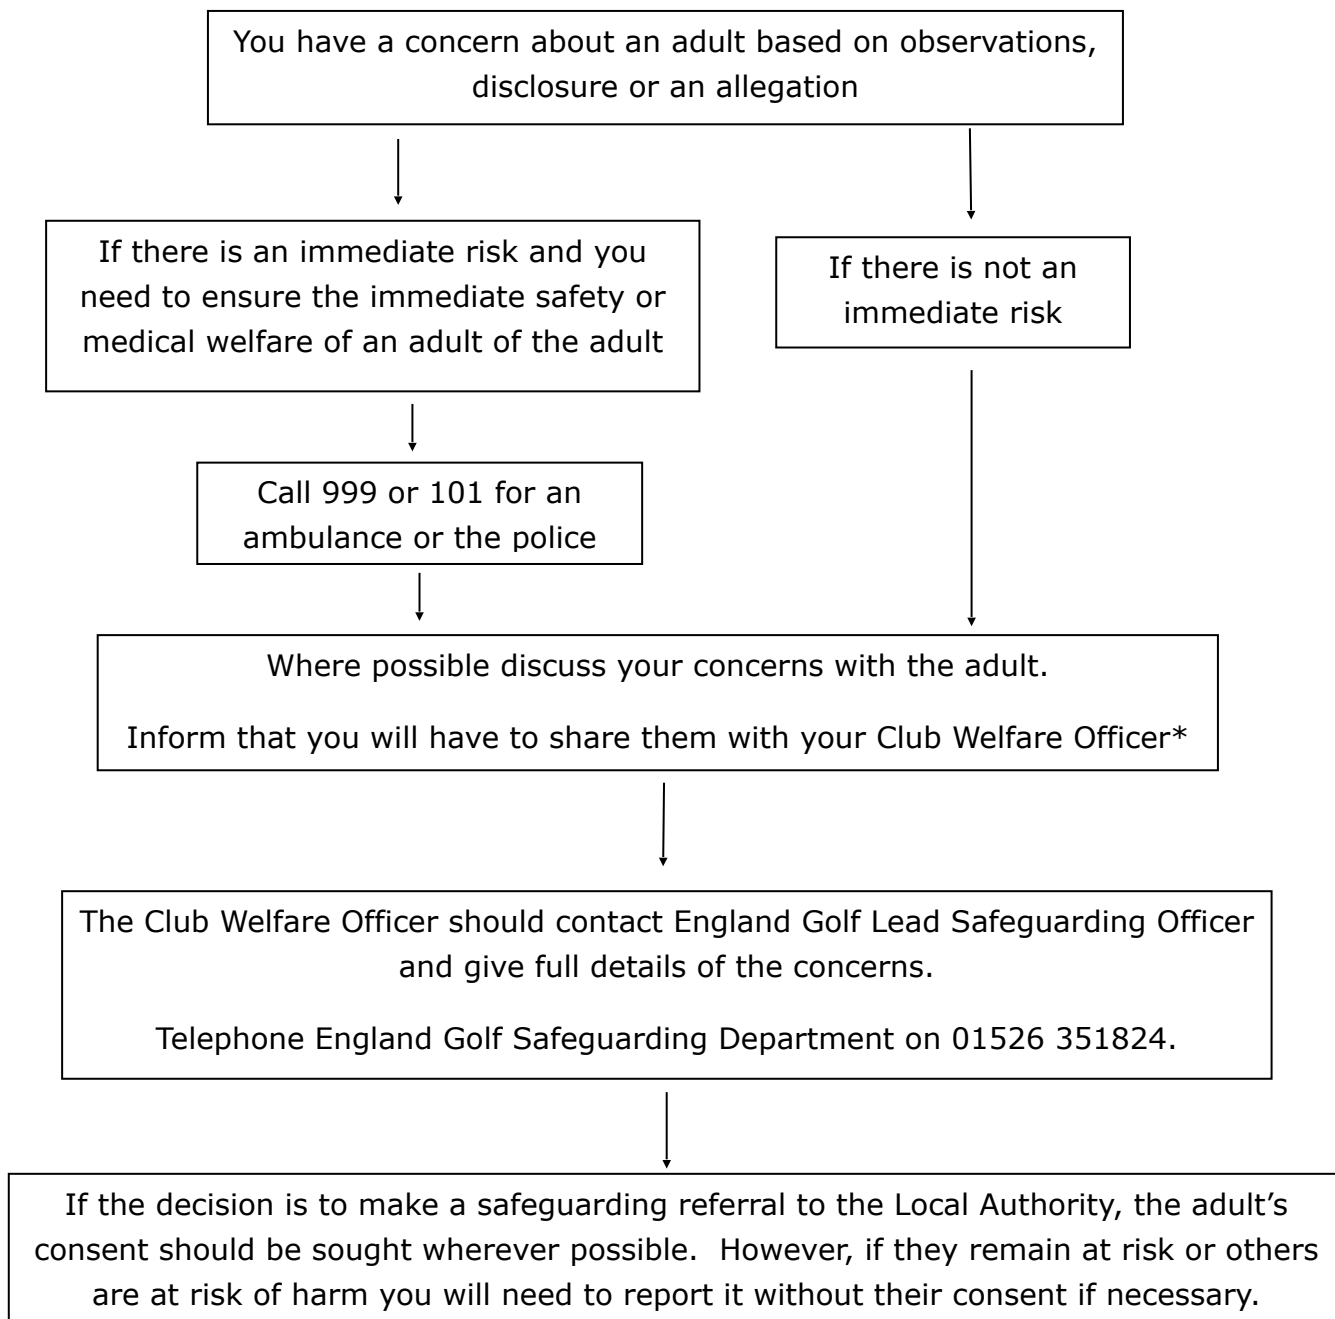 You have a concern about an adult based on observations,
disclosure or an allegation
If there is an immediate risk and you
need to ensure the immediate safety or
medical welfare of an adult of the adult
If there is not an
immediate risk
Call 999 or 101 for an
ambulance or the police
Where possible discuss your concerns with the adult.
Inform that you will have to share them with your Club Welfare Officer*
The Club Welfare Officer should contact England Golf Lead Safeguarding Officer
and give full details of the concerns.
Telephone England Golf Safeguarding Department on 01526 351824.
If the decision is to make a safeguarding referral to the Local Authority, the adult’s
consent should be sought wherever possible.  However, if they remain at risk or others
are at risk of harm you will need to report it without their consent if necessary.